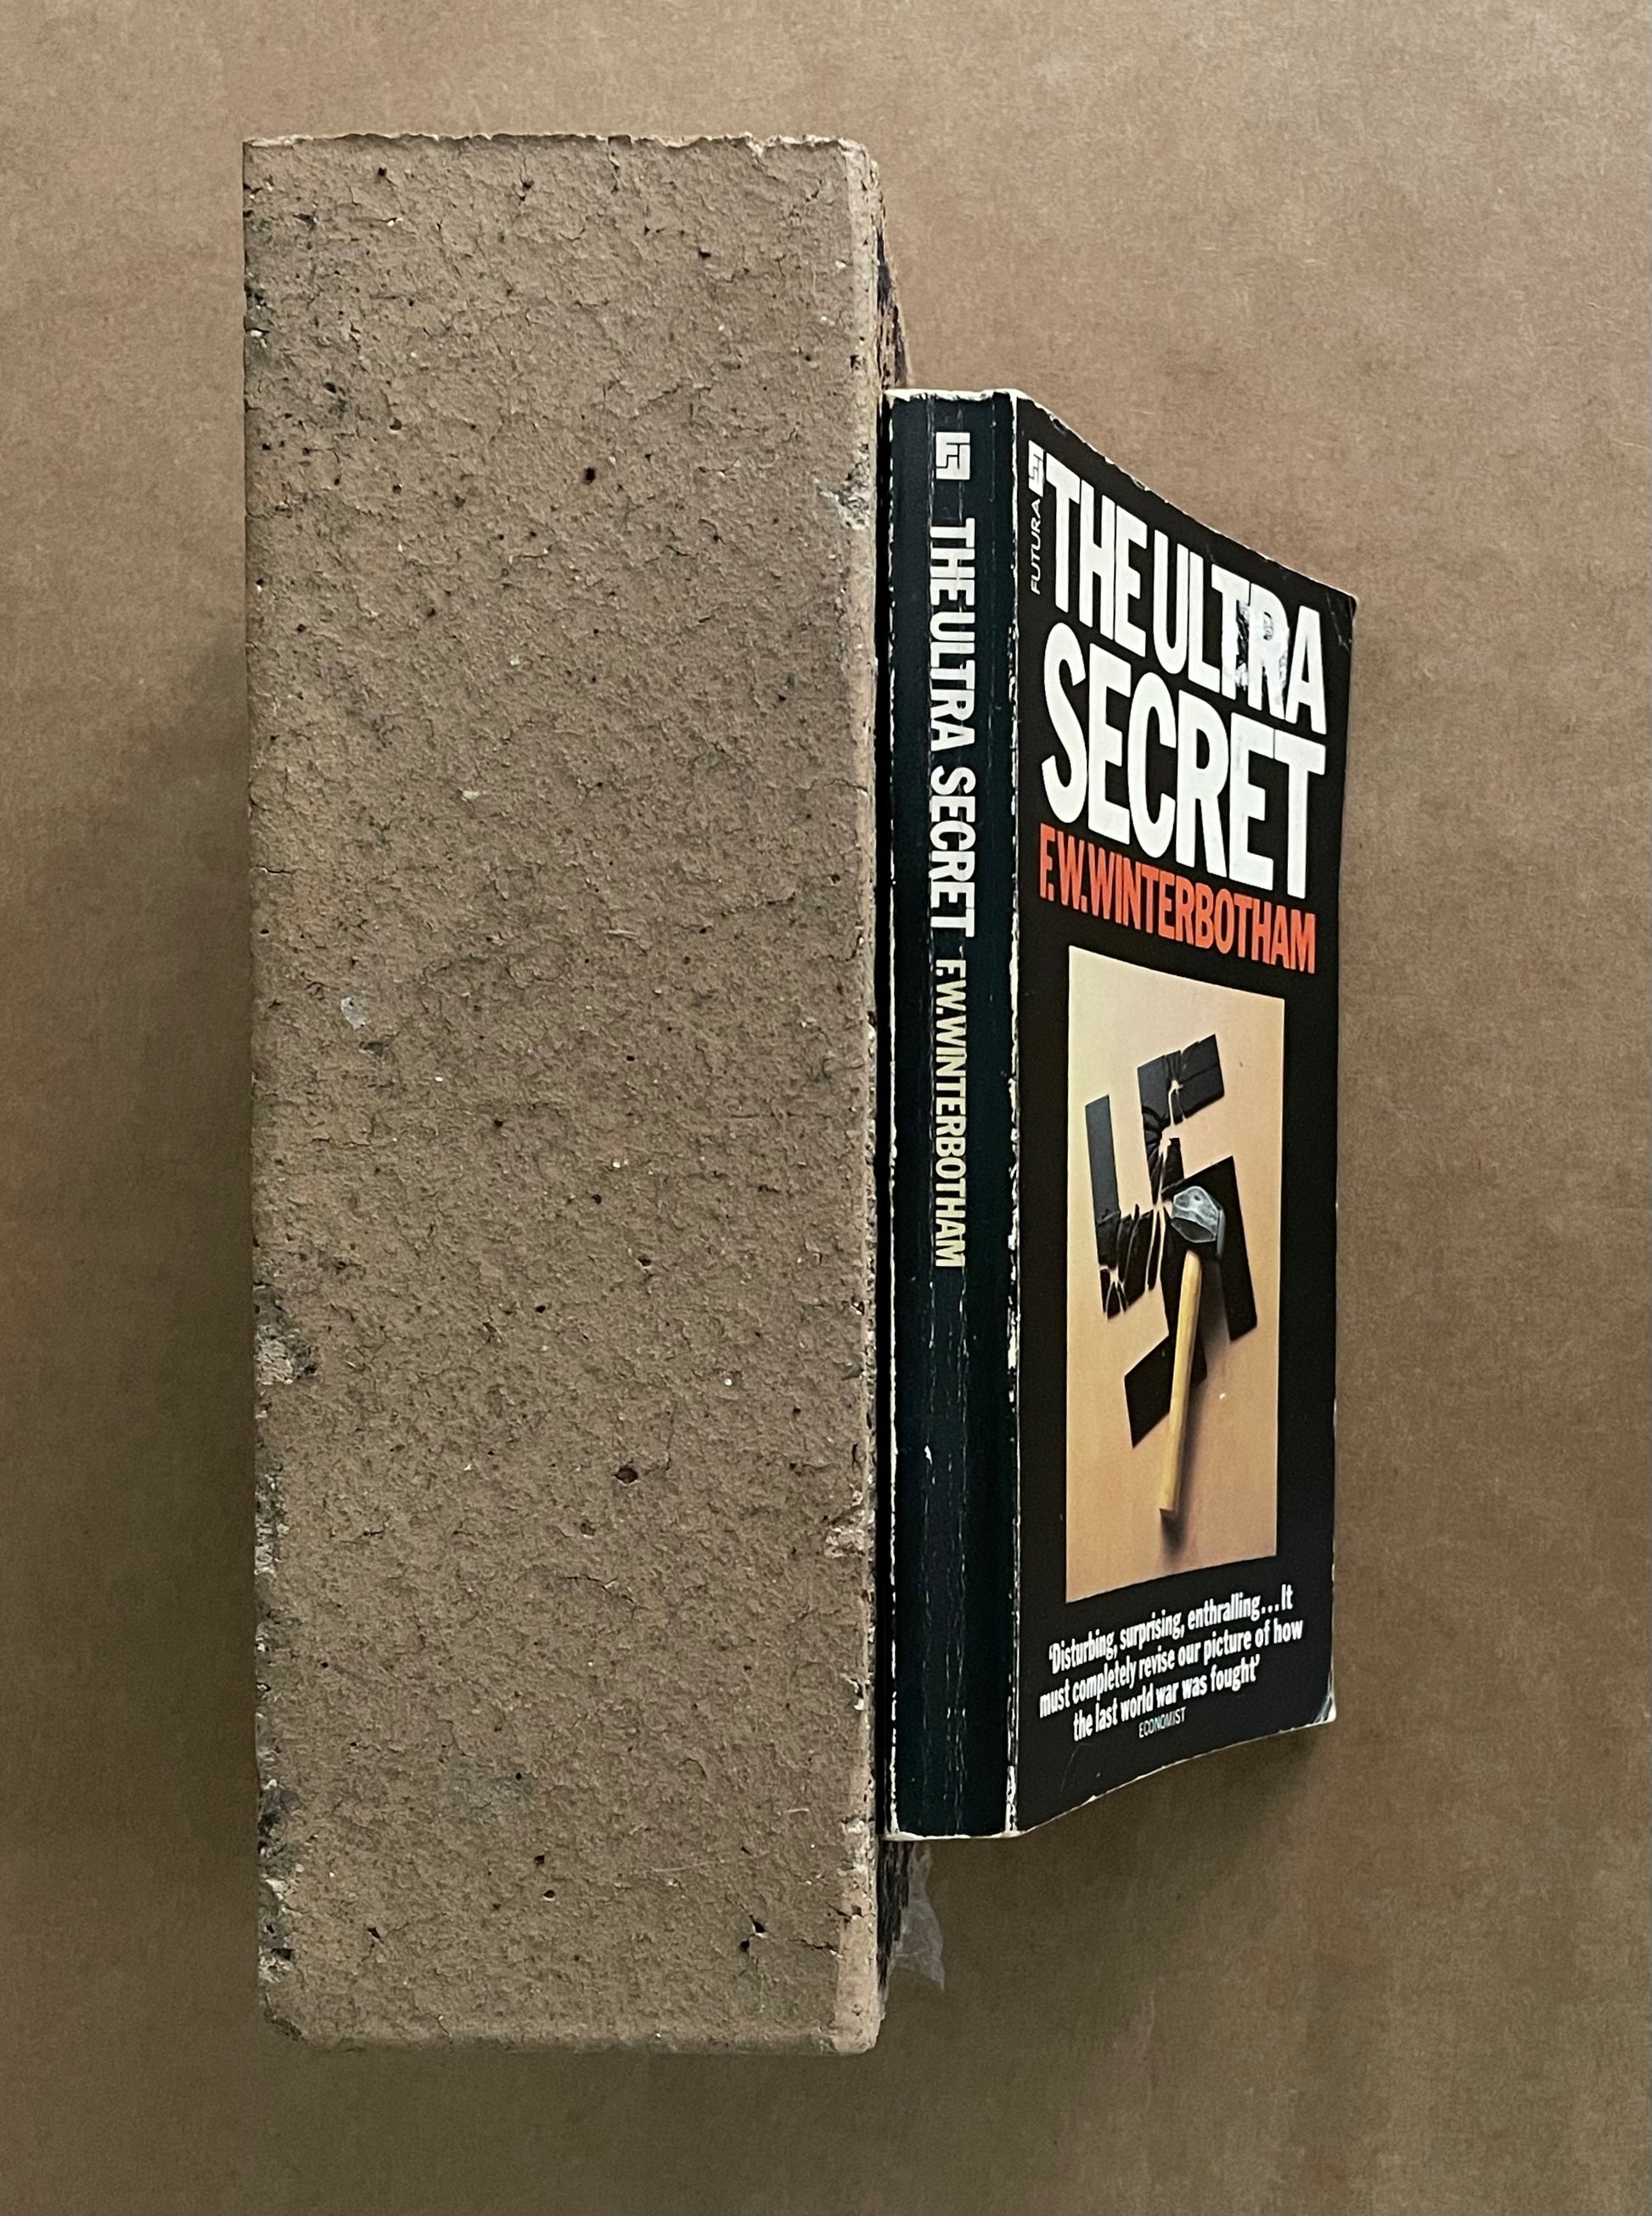 THE ULTRA SECRET F.W.WINTERBOTHAM
FUTURA
THE ULTRA
SECRET
F.W.WINTERBOTHAM
'Disturbing, surprising, enthralling...It
must completely revise our picture of how
the last world war was fought'
ECONOMIST